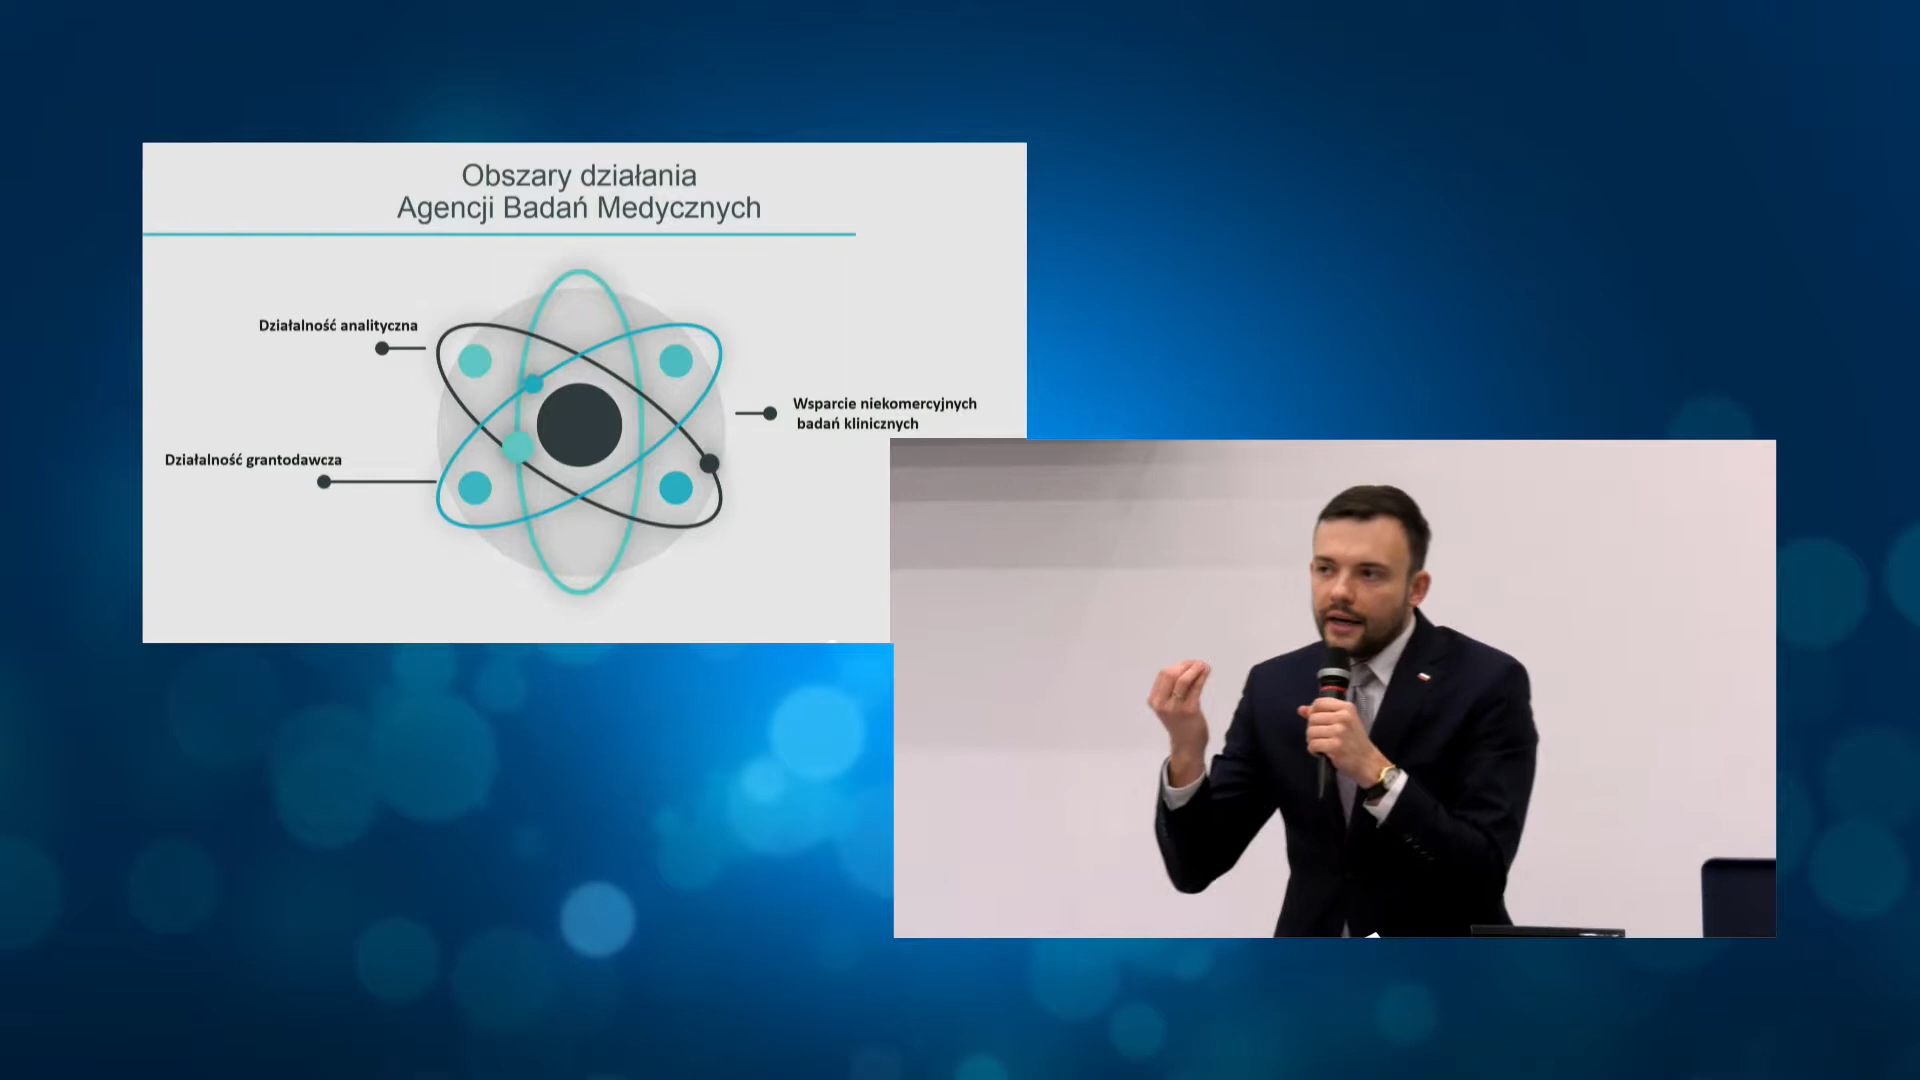 Obszary działania
Agencji Badań Medycznych
Działalność analityczna
Wsparcie niekomercyjnych
badań klinicznych
Działalność grantodawcza